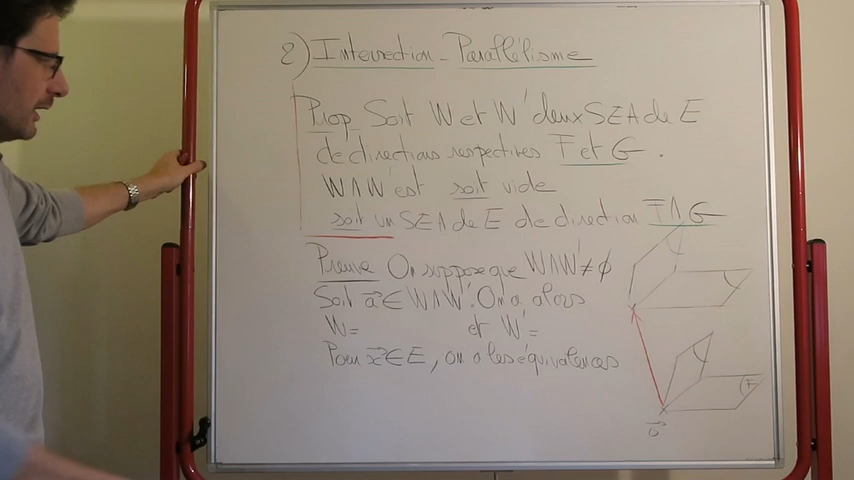 2) Intersection - Parallélisme
Prop Soit W et W' deux SEA de E
de directions respectives F et G.
W∩W' est soit vide
soit un SEA de E de direction F∩G
Preuve On suppose que W∩W' ≠ ∅
Soit a⃗ ∈ W∩W'. On a alors
W= et W'=
Pour x⃗ ∈ E, on a les équivalences
F
o⃗